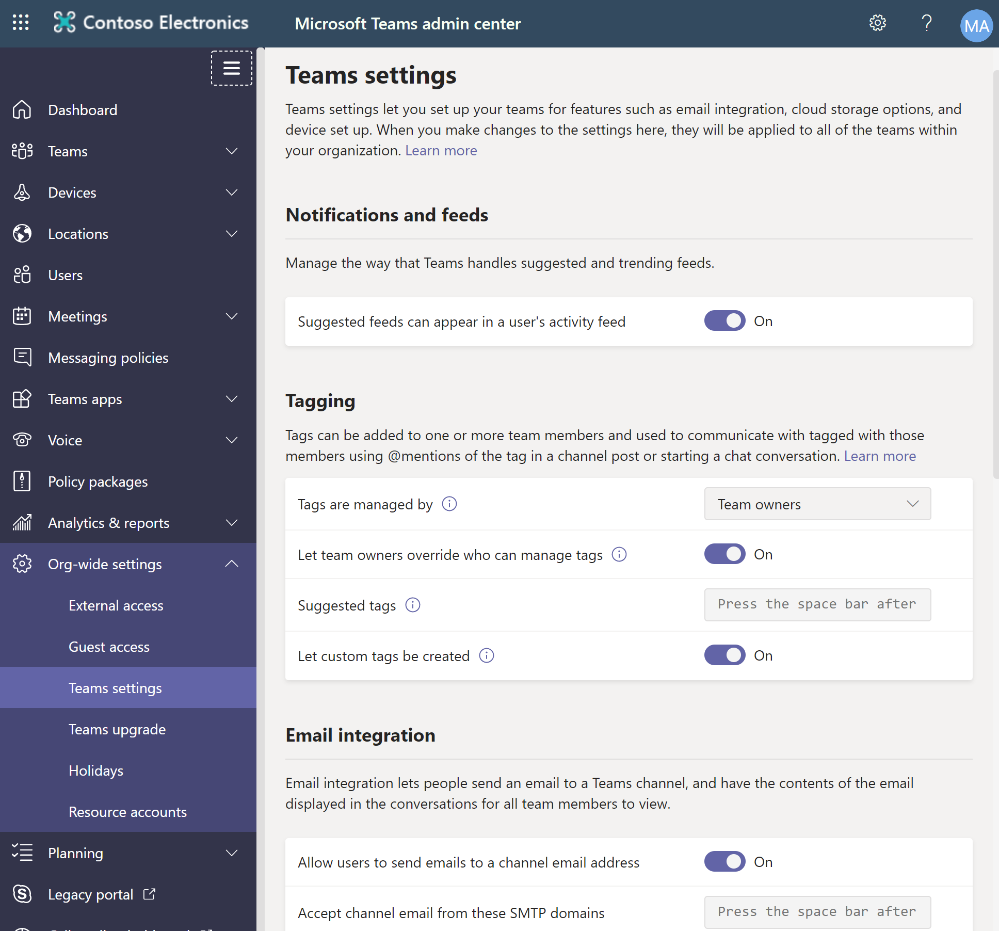 Contoso Electronics
Microsoft Teams admin center
MA
Dashboard
Teams
Devices
Locations
Users
Meetings
Messaging policies
Teams apps
Voice
Policy packages
Analytics & reports
Org-wide settings
External access
Guest access
Teams settings
Teams upgrade
Holidays
Resource accounts
Planning
Legacy portal
Teams settings
Teams settings let you set up your teams for features such as email integration, cloud storage options, and
device set up. When you make changes to the settings here, they will be applied to all of the teams within
your organization. Learn more
Notifications and feeds
Manage the way that Teams handles suggested and trending feeds.
Suggested feeds can appear in a user's activity feed On
Tagging
Tags can be added to one or more team members and used to communicate with tagged with those
members using @mentions of the tag in a channel post or starting a chat conversation. Learn more
Tags are managed by Team owners
Let team owners override who can manage tags On
Suggested tags Press the space bar after
Let custom tags be created On
Email integration
Email integration lets people send an email to a Teams channel, and have the contents of the email
displayed in the conversations for all team members to view.
Allow users to send emails to a channel email address On
Accept channel email from these SMTP domains Press the space bar after